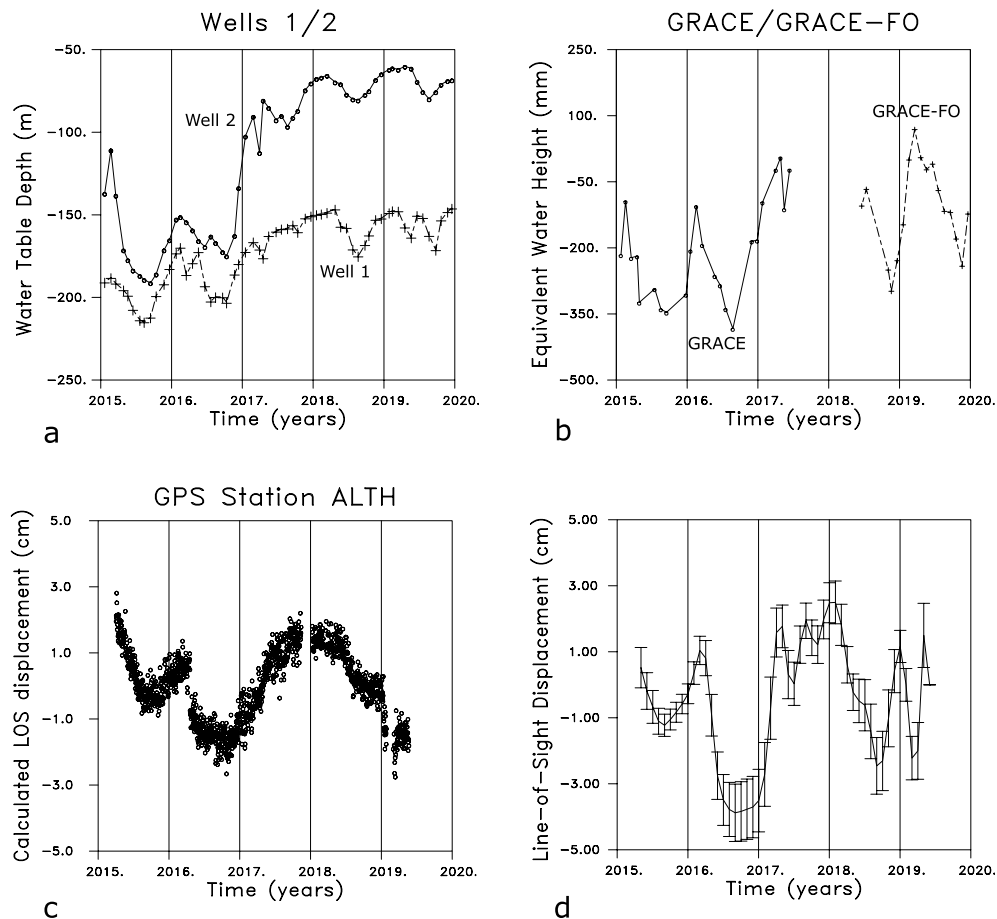 Wells 1/2
Water Table Depth (m)
-50.
-100.
-150.
-200.
-250.
Well 2
Well 1
2015. 2016. 2017. 2018. 2019. 2020.
Time (years)
a
GRACE/GRACE-FO
Equivalent Water Height (mm)
250.
100.
-50.
-200.
-350.
-500.
GRACE-FO
GRACE
2015. 2016. 2017. 2018. 2019. 2020.
Time (years)
b
GPS Station ALTH
Calculated LOS displacement (cm)
5.0
3.0
1.0
-1.0
-3.0
-5.0
2015. 2016. 2017. 2018. 2019. 2020.
Time (years)
c
Line-of-Sight Displacement (cm)
5.00
3.00
1.00
-1.00
-3.00
-5.00
2015. 2016. 2017. 2018. 2019. 2020.
Time (years)
d